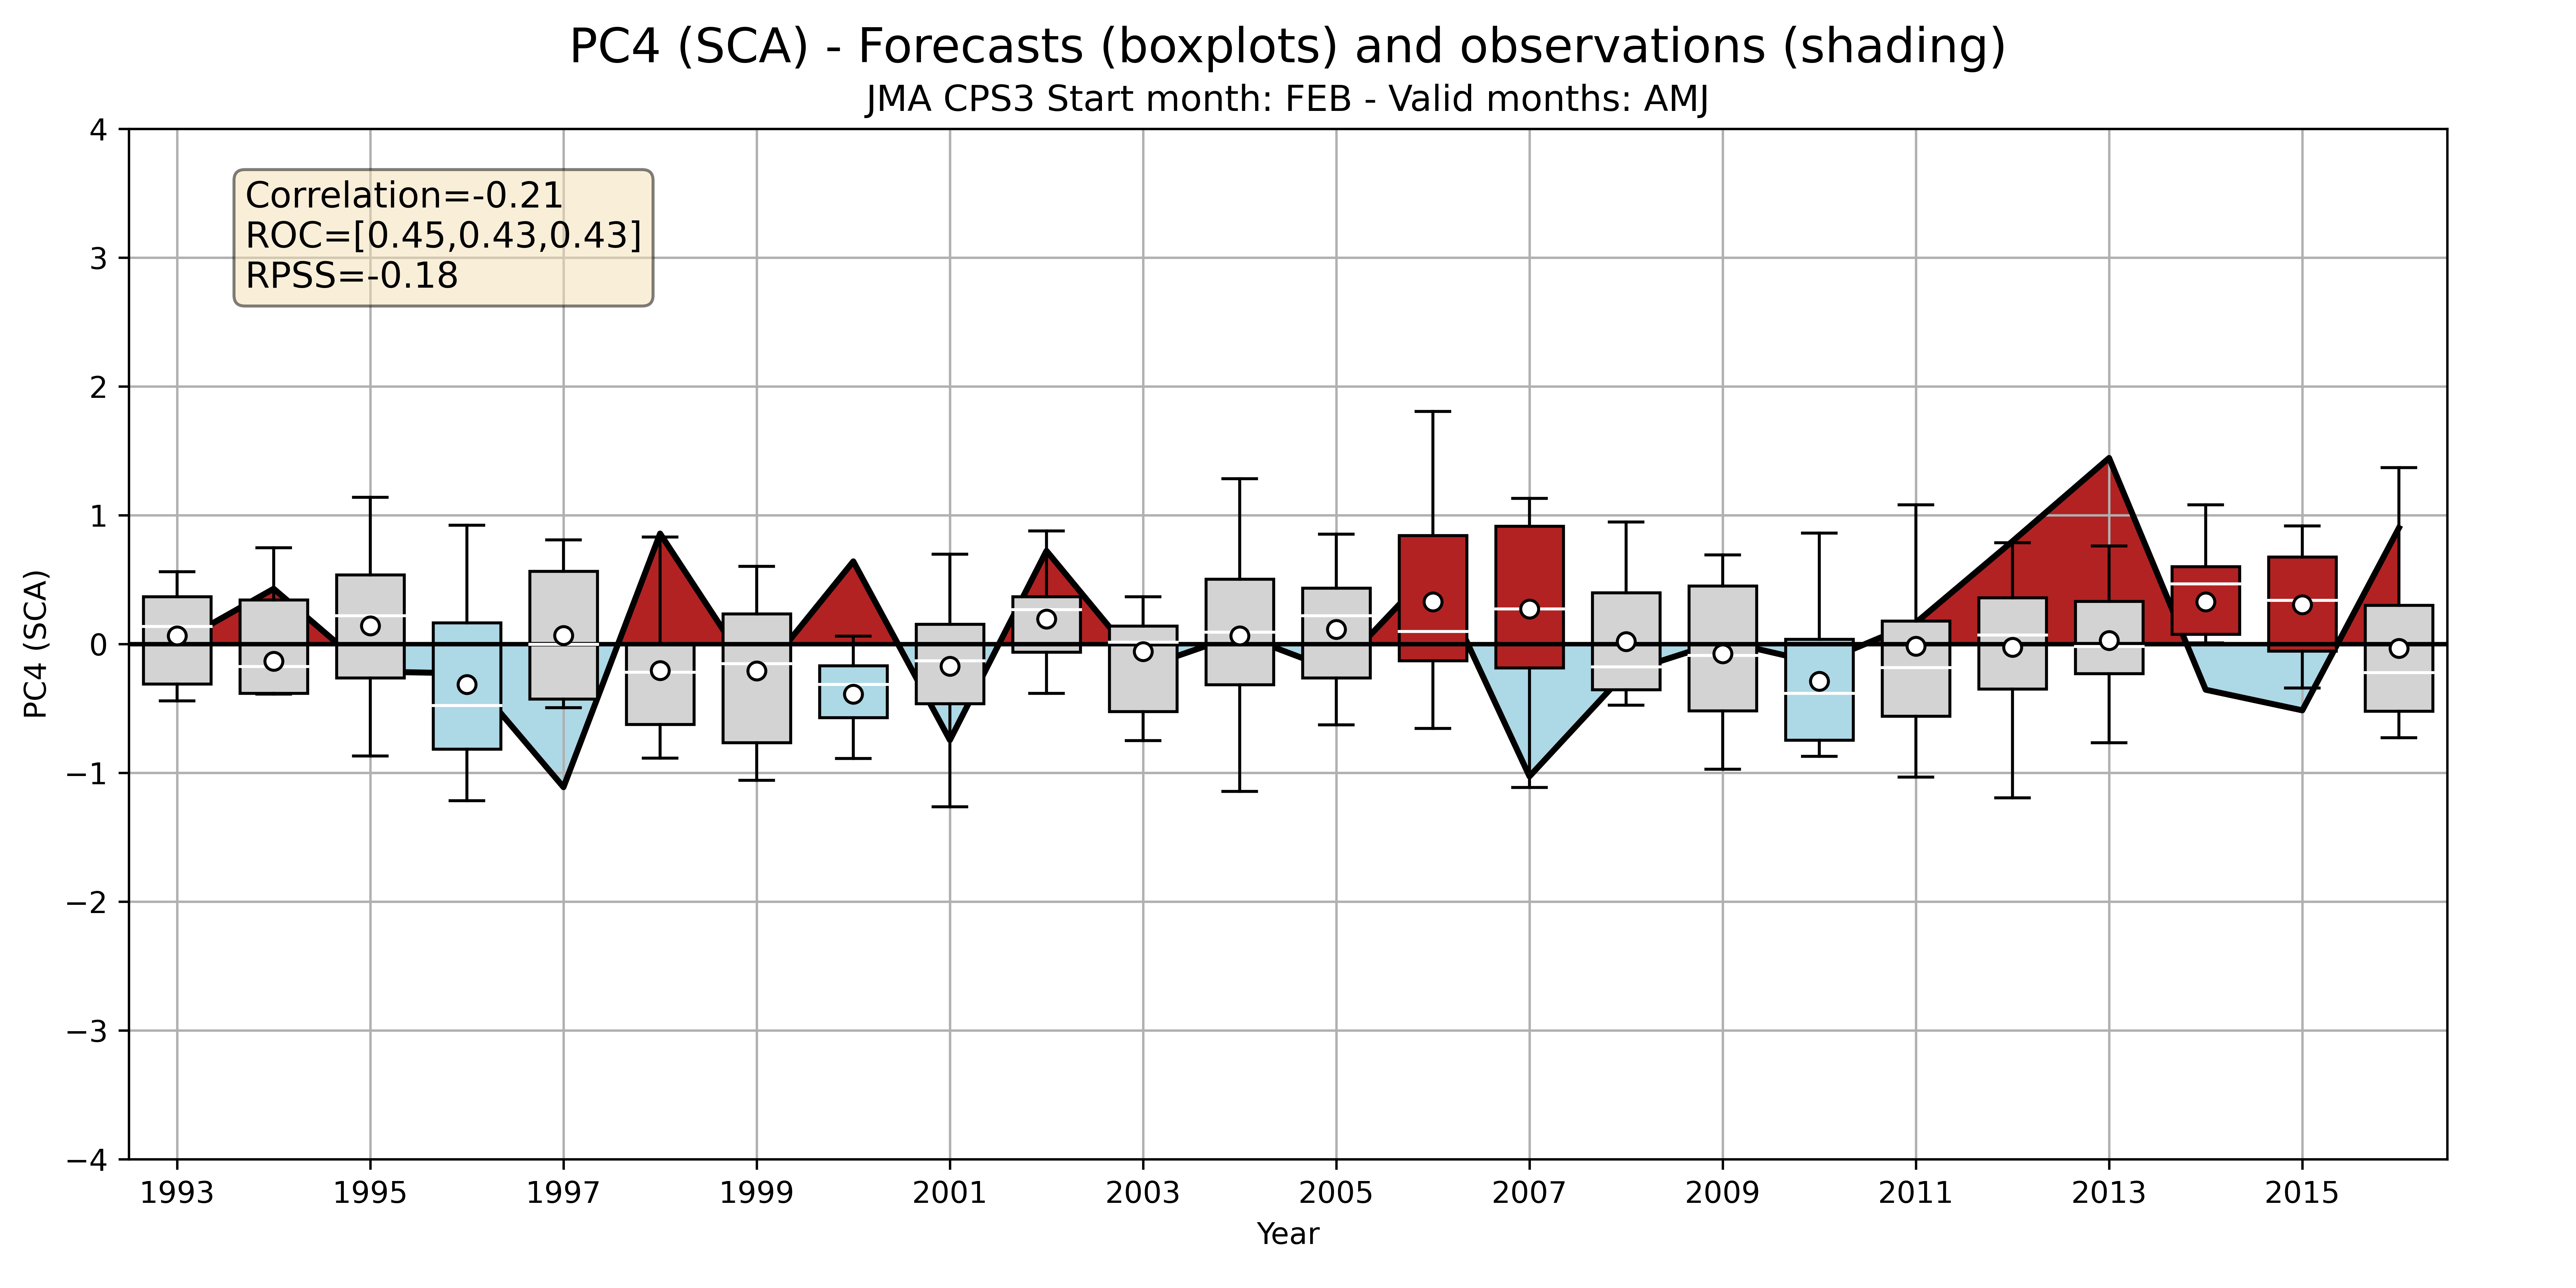 PC4 (SCA) - Forecasts (boxplots) and observations (shading)
JMA CPS3 Start month: FEB - Valid months: AMJ
Correlation=-0.21
ROC=[0.45,0.43,0.43]
RPSS=-0.18
PC4 (SCA)
4
3
2
1
0
−1
−2
−3
−4
1993 1995 1997 1999 2001 2003 2005 2007 2009 2011 2013 2015
Year